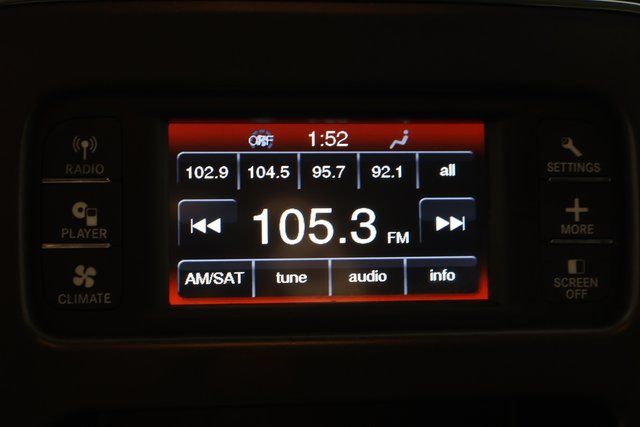 OFF 1:52
102.9 104.5 95.7 92.1 all
105.3 FM
AM/SAT tune audio info
RADIO
PLAYER
CLIMATE
SETTINGS
MORE
SCREEN
OFF